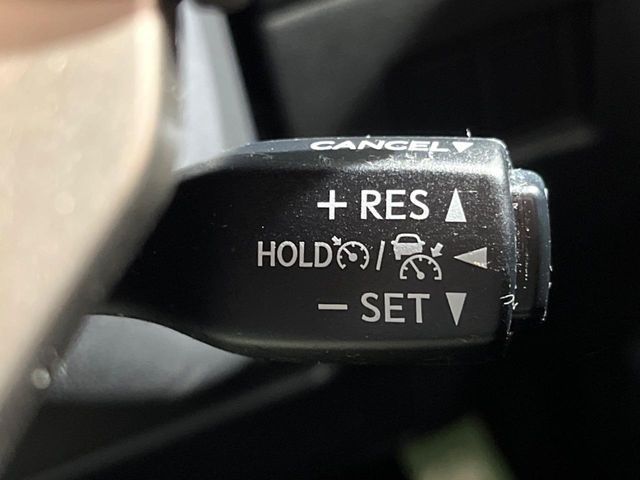 CANCEL▼
+ RES ▲
HOLD / ◀
− SET ▼